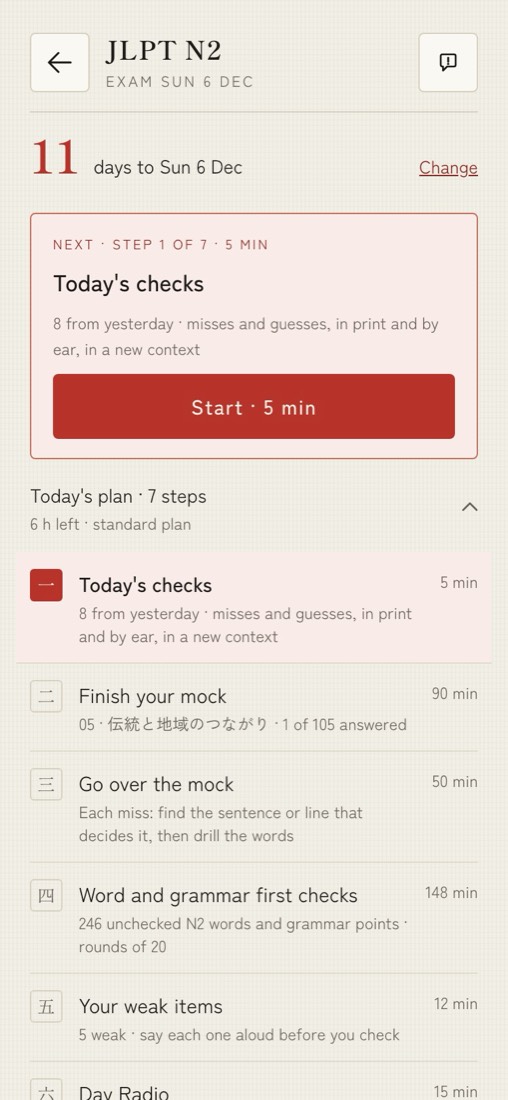 JLPT N2
EXAM SUN 6 DEC
11 days to Sun 6 Dec
Change
NEXT · STEP 1 OF 7 · 5 MIN
Today's checks
8 from yesterday · misses and guesses, in print and by
ear, in a new context
Start · 5 min
Today's plan · 7 steps
6 h left · standard plan
一 Today's checks 5 min
8 from yesterday · misses and guesses, in print
and by ear, in a new context
二 Finish your mock 90 min
05 · 伝統と地域のつながり · 1 of 105 answered
三 Go over the mock 50 min
Each miss: find the sentence or line that
decides it, then drill the words
四 Word and grammar first checks 148 min
246 unchecked N2 words and grammar points ·
rounds of 20
五 Your weak items 12 min
5 weak · say each one aloud before you check
六 Day Radio 15 min